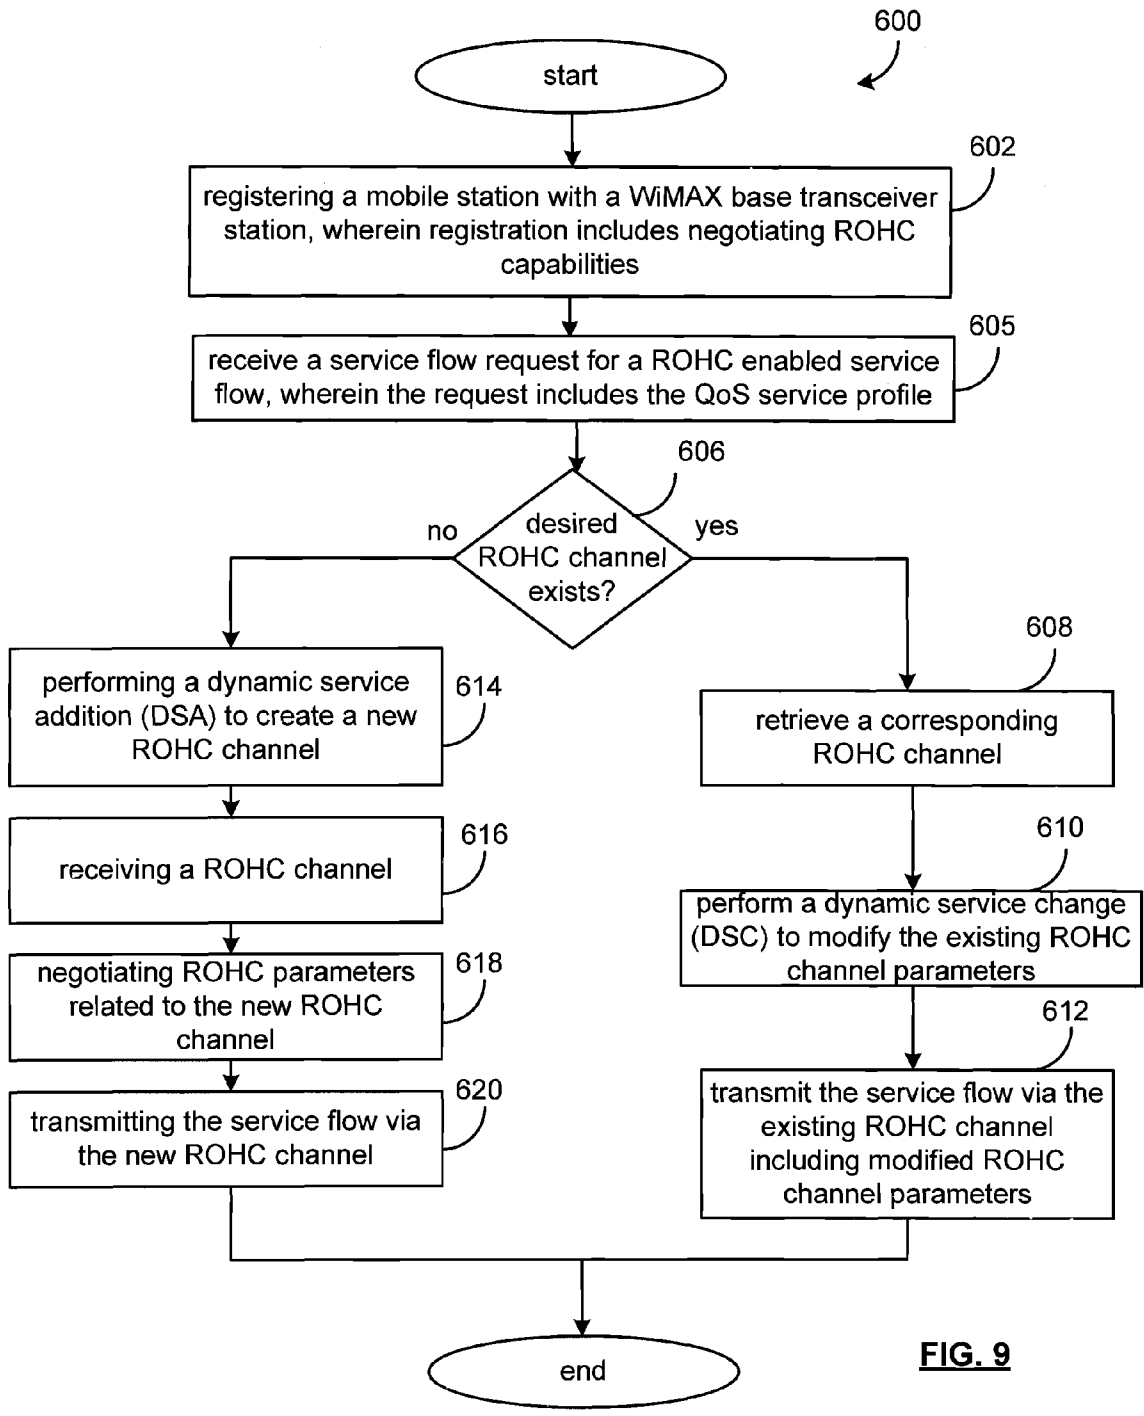 600
start
602
registering a mobile station with a WiMAX base transceiver
station, wherein registration includes negotiating ROHC
capabilities
605
receive a service flow request for a ROHC enabled service
flow, wherein the request includes the QoS service profile
606
no
yes
desired
ROHC channel
exists?
614
performing a dynamic service
addition (DSA) to create a new
ROHC channel
616
receiving a ROHC channel
618
negotiating ROHC parameters
related to the new ROHC
channel
620
transmitting the service flow via
the new ROHC channel
608
retrieve a corresponding
ROHC channel
610
perform a dynamic service change
(DSC) to modify the existing ROHC
channel parameters
612
transmit the service flow via the
existing ROHC channel
including modified ROHC
channel parameters
end
FIG. 9